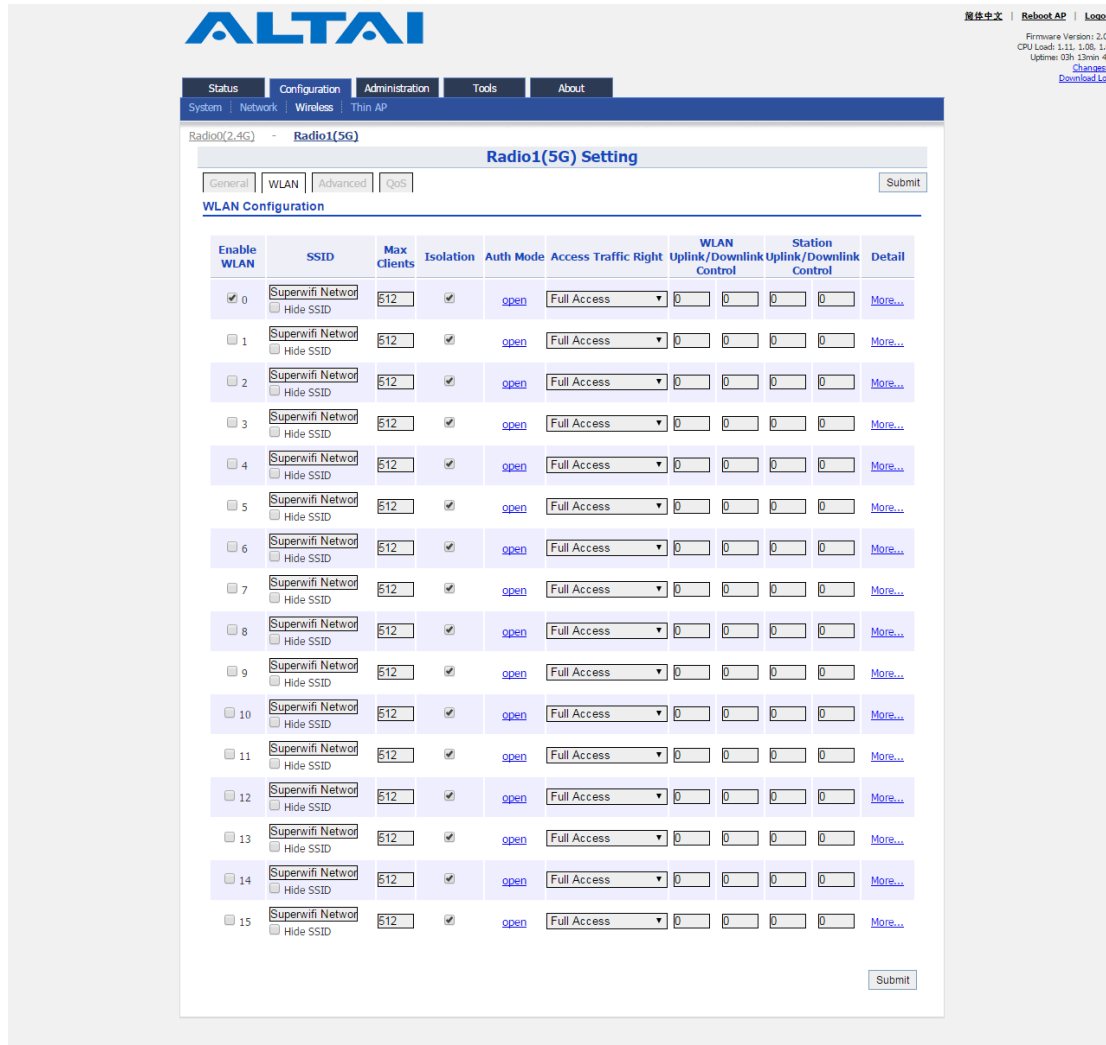 ALTAI
简体中文 | Reboot AP | Logo
Firmware Version: 2.0
CPU Load: 1.11, 1.08, 1.
Uptime: 03h 13min 4
Changes
Download Lo
Status Configuration Administration Tools About
System Network Wireless Thin AP
Radio0(2.4G) - Radio1(5G)
Radio1(5G) Setting
General WLAN Advanced QoS Submit
WLAN Configuration
Enable WLAN SSID Max Clients Isolation Auth Mode Access Traffic Right WLAN Uplink/Downlink Control Station Uplink/Downlink Control Detail
0 Superwifi Networ 512 open Full Access 0 0 0 0 More...
Hide SSID
1 Superwifi Networ 512 open Full Access 0 0 0 0 More...
Hide SSID
2 Superwifi Networ 512 open Full Access 0 0 0 0 More...
Hide SSID
3 Superwifi Networ 512 open Full Access 0 0 0 0 More...
Hide SSID
4 Superwifi Networ 512 open Full Access 0 0 0 0 More...
Hide SSID
5 Superwifi Networ 512 open Full Access 0 0 0 0 More...
Hide SSID
6 Superwifi Networ 512 open Full Access 0 0 0 0 More...
Hide SSID
7 Superwifi Networ 512 open Full Access 0 0 0 0 More...
Hide SSID
8 Superwifi Networ 512 open Full Access 0 0 0 0 More...
Hide SSID
9 Superwifi Networ 512 open Full Access 0 0 0 0 More...
Hide SSID
10 Superwifi Networ 512 open Full Access 0 0 0 0 More...
Hide SSID
11 Superwifi Networ 512 open Full Access 0 0 0 0 More...
Hide SSID
12 Superwifi Networ 512 open Full Access 0 0 0 0 More...
Hide SSID
13 Superwifi Networ 512 open Full Access 0 0 0 0 More...
Hide SSID
14 Superwifi Networ 512 open Full Access 0 0 0 0 More...
Hide SSID
15 Superwifi Networ 512 open Full Access 0 0 0 0 More...
Hide SSID
Submit